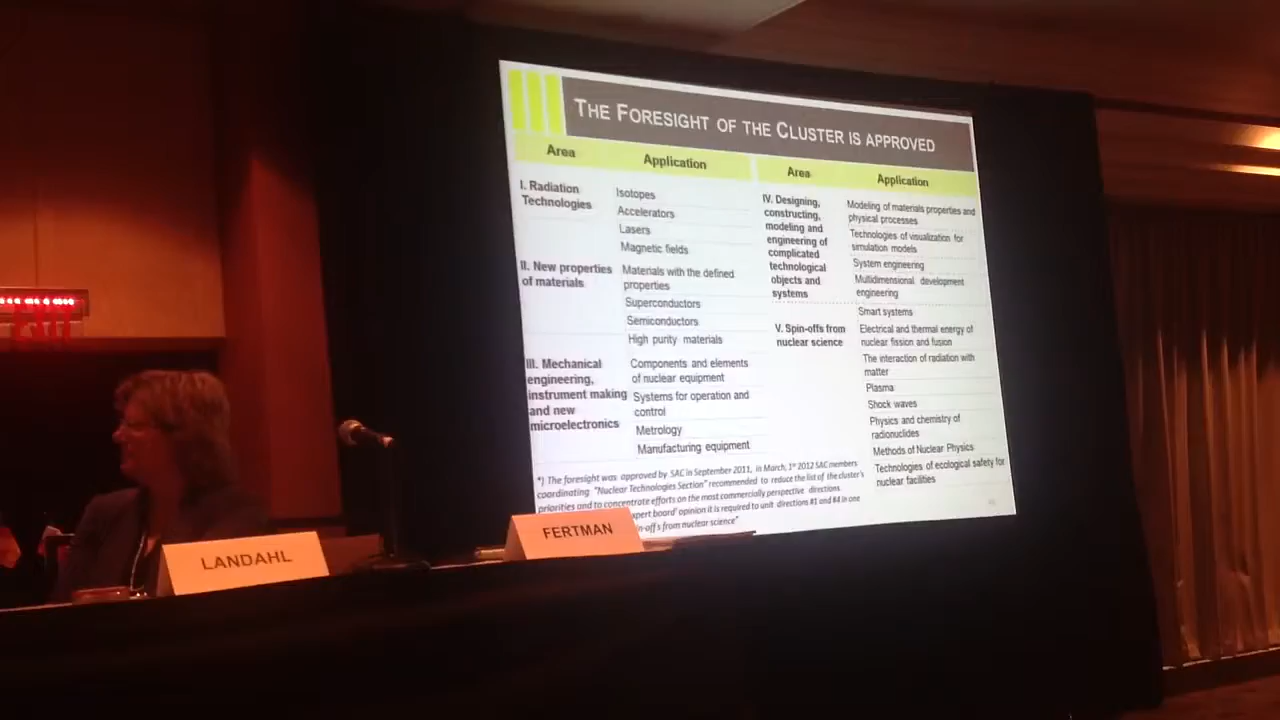 THE FORESIGHT OF THE CLUSTER IS APPROVED
Area
Application
I. Radiation
Technologies
Isotopes
Accelerators
Lasers
Magnetic fields
II. New properties
of materials
Materials with the defined
properties
Superconductors
Semiconductors
High purity materials
III. Mechanical
engineering,
instrument making
and new
microelectronics
Components and elements
of nuclear equipment
Systems for operation and
control
Metrology
Manufacturing equipment
Area
Application
IV. Designing,
constructing,
modeling and
engineering of
complicated
technological
objects and
systems
Modeling of materials properties and
physical processes
Technologies of visualization for
simulation models
System engineering
Multidimensional development
engineering
Smart systems
V. Spin-offs from
nuclear science
Electrical and thermal energy of
nuclear fission and fusion
The interaction of radiation with
matter
Plasma
Shock waves
Physics and chemistry of
radionuclides
Methods of Nuclear Physics
Technologies of ecological safety for
nuclear facilities
*) The foresight was approved by SAC in September 2011, in March, 1st 2012 SAC members
coordinating "Nuclear Technologies Section" recommended to reduce the list of the cluster's
priorities and to concentrate efforts on the most commercially perspective directions
board' opinion it is required to unit directions #1 and #4 in one
from nuclear science"
LANDAHL
FERTMAN